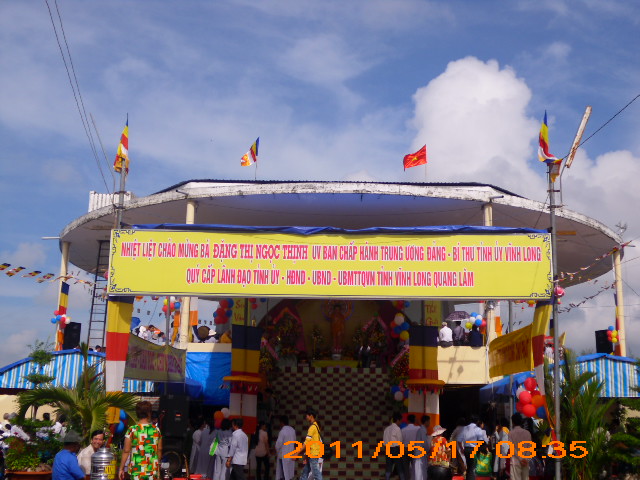 NHIỆT LIỆT CHÀO MỪNG BÀ ĐẶNG THỊ NGỌC THỊNH ỦY BAN CHẤP HÀNH TRUNG ƯƠNG ĐẢNG - BÍ THƯ TỈNH ỦY VĨNH LONG
QUÝ CẤP LÃNH ĐẠO TỈNH ỦY - HĐND - UBND - UBMTTQVN TỈNH VĨNH LONG QUANG LÂM
2011/05/17 08:35